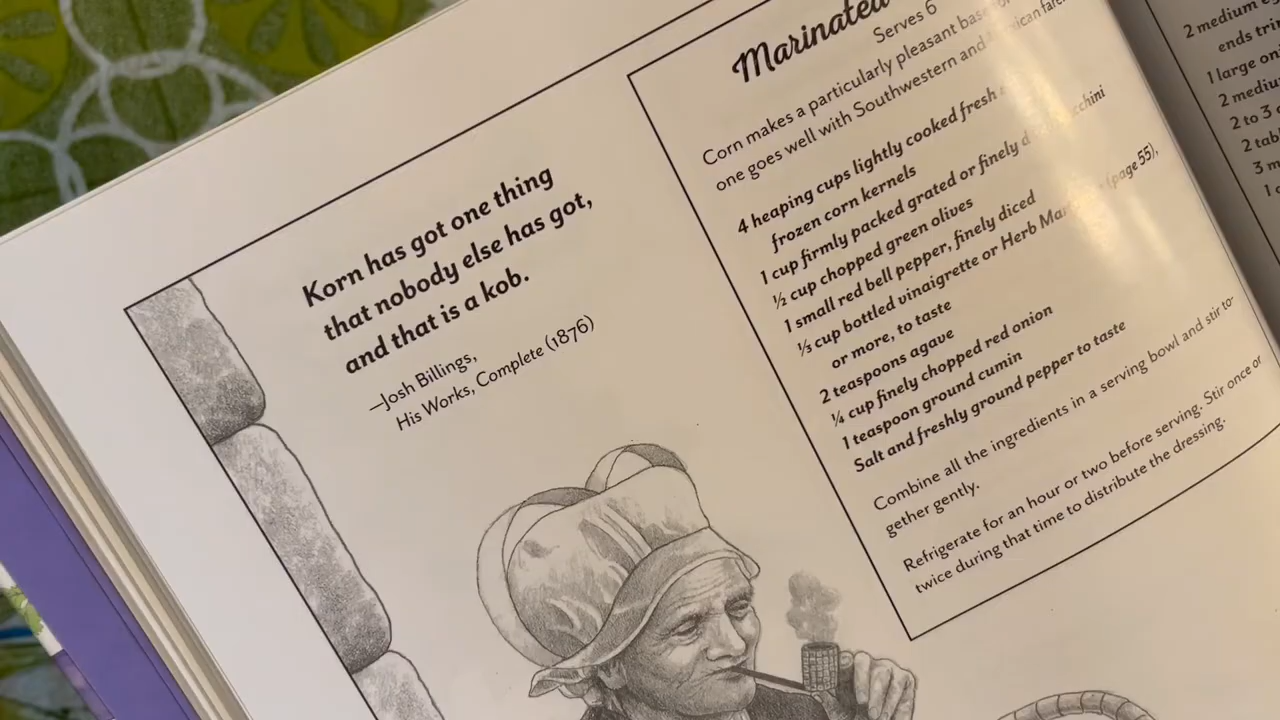 Korn has got one thing
that nobody else has got,
and that is a kob.
—Josh Billings,
His Works, Complete (1876)
Marinated
Serves 6
Corn makes a particularly pleasant base
one goes well with Southwestern and
4 heaping cups lightly cooked fresh
frozen corn kernels
1 cup firmly packed grated or finely
½ cup chopped green olives
1 small red bell pepper, finely diced
⅓ cup bottled vinaigrette or Herb (page 55),
or more, to taste
2 teaspoons agave
¼ cup finely chopped red onion
1 teaspoon ground cumin
Salt and freshly ground pepper to taste
Combine all the ingredients in a serving bowl and stir to-
gether gently.
Refrigerate for an hour or two before serving. Stir once or
twice during that time to distribute the dressing.
2 medium
ends
1 large
2
2 to 3
2
3
1